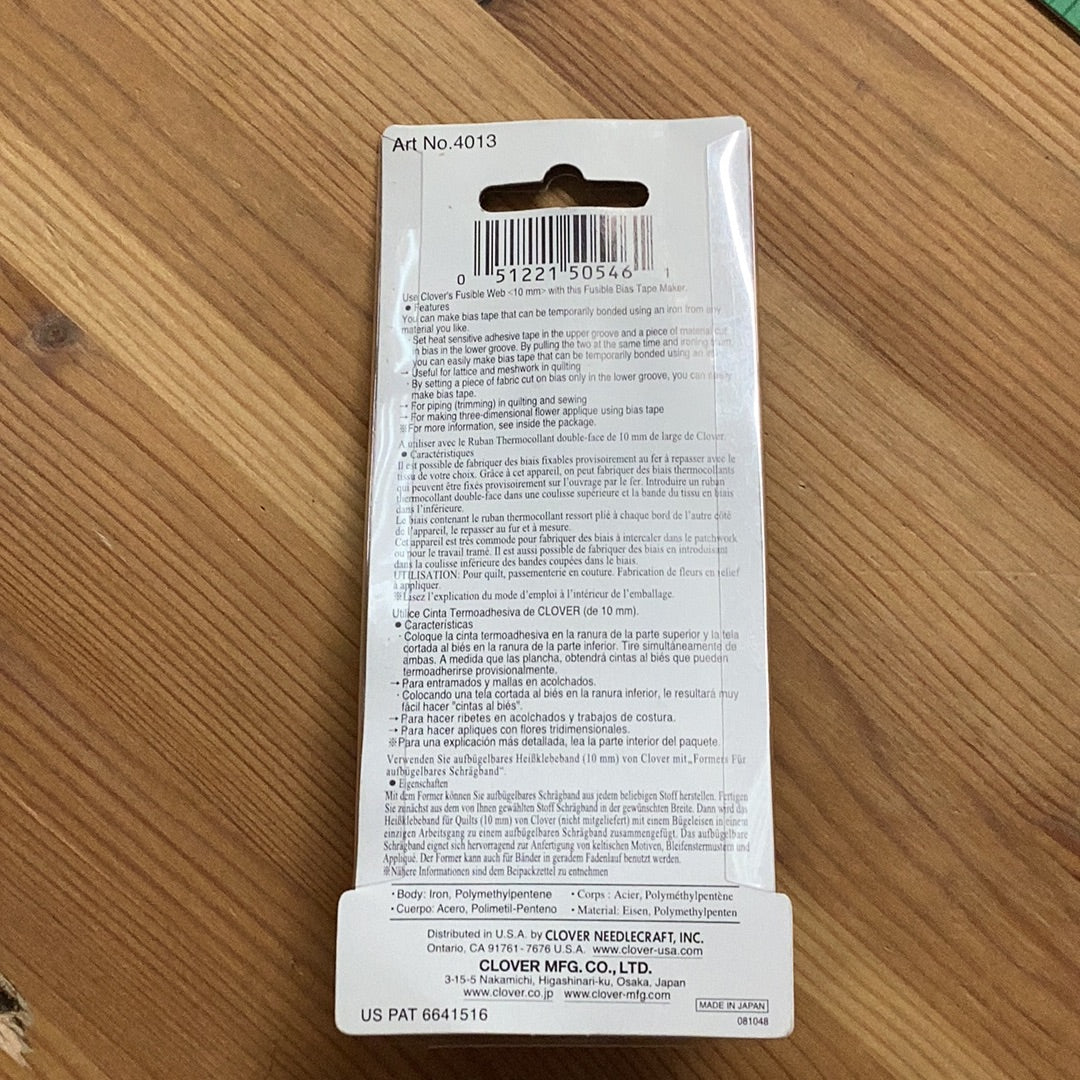 Art No.4013
0 51221 50546 1
Use Clover's Fusible Web <10 mm> with this Fusible Bias Tape Maker.
● Features
You can make bias tape that can be temporarily bonded using an iron from any
material you like.
· Set heat sensitive adhesive tape in the upper groove and a piece of material cut
in bias in the lower groove. By pulling the two at the same time and ironing them,
you can easily make bias tape that can be temporarily bonded using an
→ Useful for lattice and meshwork in quilting
· By setting a piece of fabric cut on bias only in the lower groove, you can easily
make bias tape.
→ For piping (trimming) in quilting and sewing
→ For making three-dimensional flower applique using bias tape
※For more information, see inside the package.
A utiliser avec le Ruban Thermocollant double-face de 10 mm de large de Clover.
● Caractéristiques
Il est possible de fabriquer des biais fixables provisoirement au fer à repasser avec le
tissu de votre choix. Grâce à cet appareil, on peut fabriquer des biais thermocollants
qui peuvent être fixés provisoirement sur l'ouvrage par le fer. Introduire un ruban
thermocollant double-face dans une coulisse supérieure et la bande du tissu en biais
dans l'inférieure.
Le biais contenant le ruban thermocollant ressort plié à chaque bord de l'autre côté
de l'appareil, le repasser au fur et à mesure.
Cet appareil est très commode pour fabriquer des biais à intercaler dans le patchwork
ou pour le travail tramé. Il est aussi possible de fabriquer des biais en introduisant
dans la coulisse inférieure des bandes coupées dans le biais.
UTILISATION: Pour quilt, passementerie en couture. Fabrication de fleurs en relief
à appliquer.
※Lisez l'explication du mode d'emploi à l'intérieur de l'emballage.
Utilice Cinta Termoadhesiva de CLOVER (de 10 mm).
● Características
· Coloque la cinta termoadhesiva en la ranura de la parte superior y la tela
cortada al biés en la ranura de la parte inferior. Tire simultáneamente de
ambas. A medida que las plancha, obtendrá cintas al biés que pueden
termoadherirse provisionalmente.
→ Para entramados y mallas en acolchados.
· Colocando una tela cortada al biés en la ranura inferior, le resultará muy
fácil hacer "cintas al biés".
→ Para hacer ribetes en acolchados y trabajos de costura.
→ Para hacer apliques con flores tridimensionales.
※Para una explicación más detallada, lea la parte interior del paquete.
Verwenden Sie aufbügelbares Heißklebeband (10 mm) von Clover mit„Formers Für
aufbügelbares Schrägband“.
● Eigenschaften
Mit dem Former können Sie aufbügelbares Schrägband aus jedem beliebigen Stoff herstellen. Fertigen
Sie zunächst aus dem von Ihnen gewählten Stoff Schrägband in der gewünschten Breite. Dann wird das
Heißklebeband für Quilts (10 mm) von Clover (nicht mitgeliefert) mit einem Bügeleisen in einem
einzigen Arbeitsgang zu einem aufbügelbaren Schrägband zusammengefügt. Das aufbügelbare
Schrägband eignet sich hervorragend zur Anfertigung von keltischen Motiven, Bleifenstermustern und
Appliqué. Der Former kann auch für Bänder in geradem Fadenlauf benutzt werden.
※Nähere Informationen sind dem Beipackzettel zu entnehmen
· Body: Iron, Polymethylpentene · Corps : Acier, Polyméthylpentène
· Cuerpo: Acero, Polimetil-Penteno · Material: Eisen, Polymethylpenten
Distributed in U.S.A. by CLOVER NEEDLECRAFT, INC.
Ontario, CA 91761-7676 U.S.A. www.clover-usa.com
CLOVER MFG. CO., LTD.
3-15-5 Nakamichi, Higashinari-ku, Osaka, Japan
www.clover.co.jp www.clover-mfg.com
MADE IN JAPAN
US PAT 6641516
081048